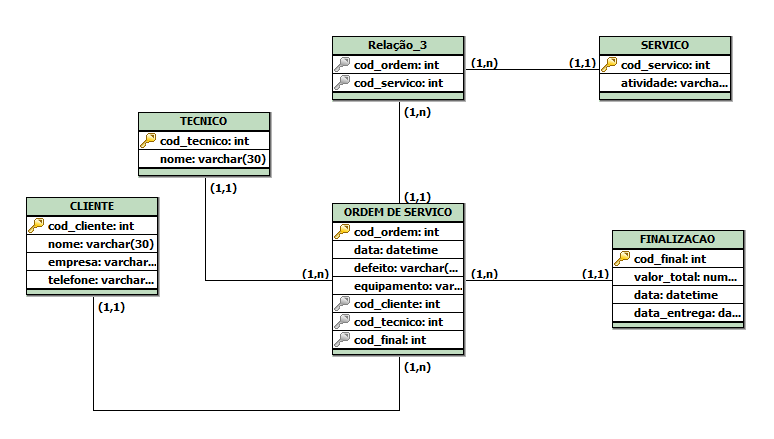 Relação_3
cod_ordem: int
cod_servico: int
(1,n)
(1,1)
SERVICO
cod_servico: int
atividade: varcha...
(1,n)
TECNICO
cod_tecnico: int
nome: varchar(30)
(1,1)
CLIENTE
cod_cliente: int
nome: varchar(30)
empresa: varchar...
telefone: varchar...
(1,1)
(1,1)
ORDEM DE SERVICO
cod_ordem: int
data: datetime
defeito: varchar(...
equipamento: var...
cod_cliente: int
cod_tecnico: int
cod_final: int
(1,n)
(1,n)
(1,1)
FINALIZACAO
cod_final: int
valor_total: num...
data: datetime
data_entrega: da...
(1,n)